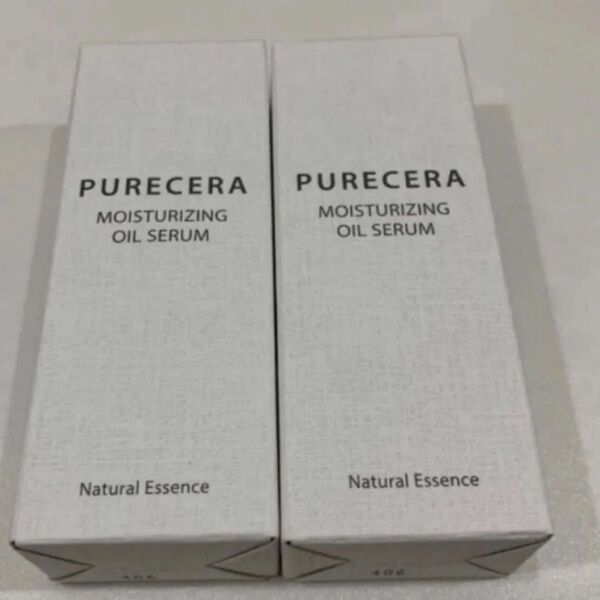 PURECERA
MOISTURIZING
OIL SERUM
Natural Essence
PURECERA
MOISTURIZING
OIL SERUM
Natural Essence